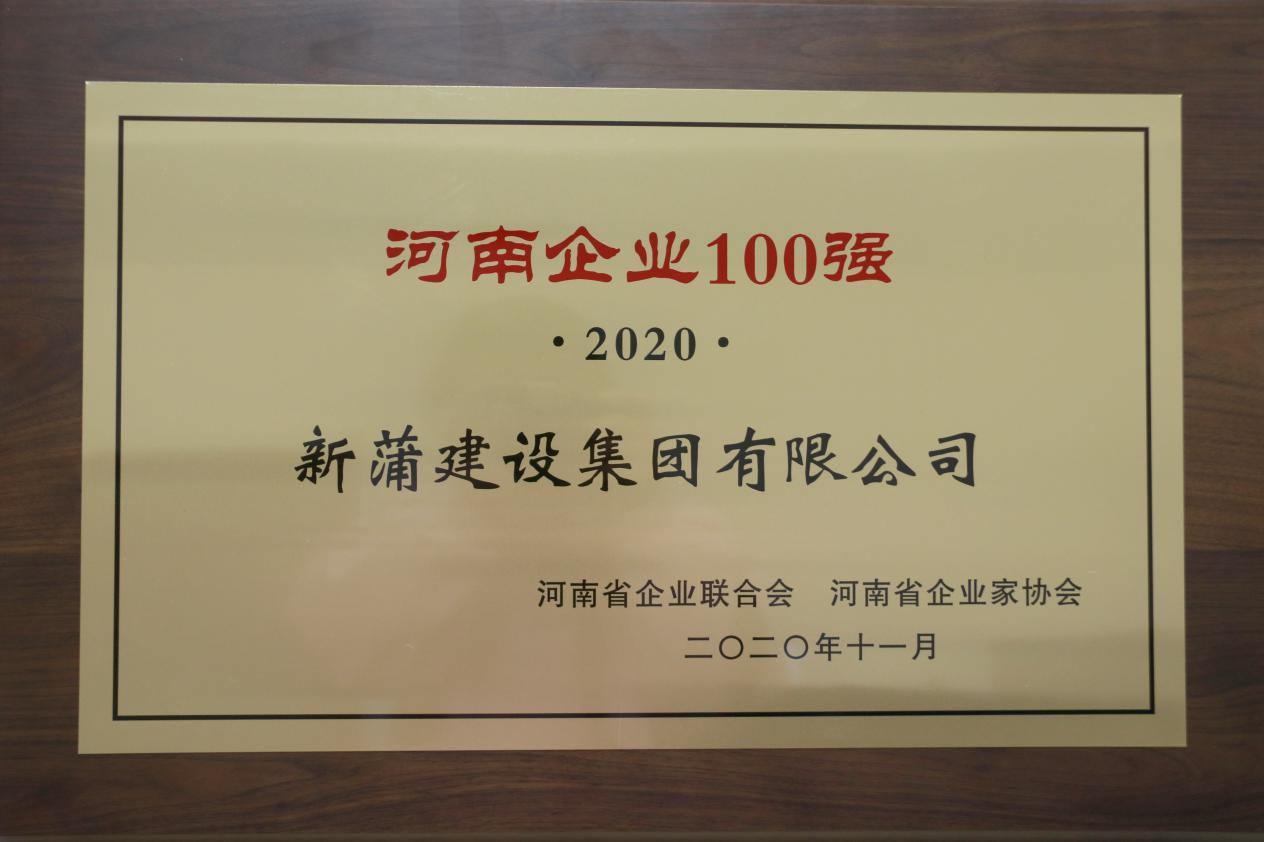 河南企业100强
·2020·
新蒲建设集团有限公司
河南省企业联合会 河南省企业家协会
二〇二〇年十一月